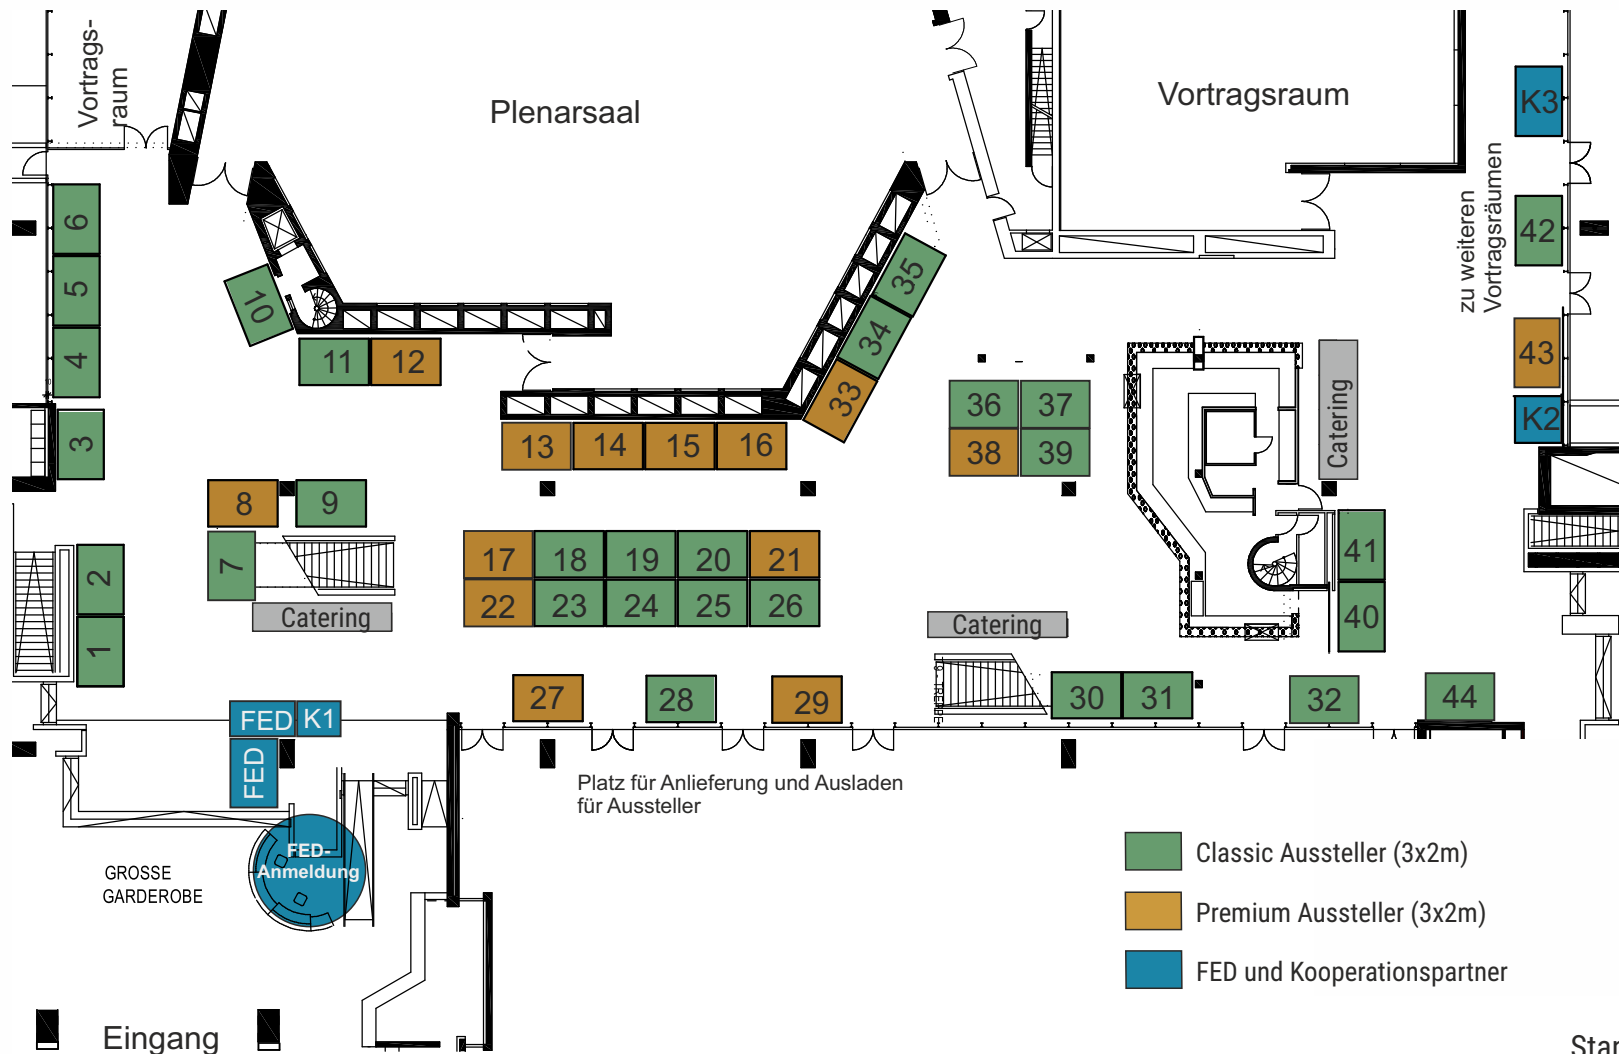 Vortrags-
raum
Plenarsaal
Vortragsraum
K3
zu weiteren
Vortragsräumen
42
43
K2
6
5
4
3
10
11
12
35
34
33
13
14
15
16
36
37
38
39
Catering
8
9
7
2
1
Catering
17
18
19
20
21
22
23
24
25
26
Catering
41
40
27
28
29
30
31
32
44
FED
K1
FED
Platz für Anlieferung und Ausladen
für Aussteller
FED-
Anmeldung
GROSSE
GARDEROBE
Classic Aussteller (3x2m)
Premium Aussteller (3x2m)
FED und Kooperationspartner
Eingang
Star